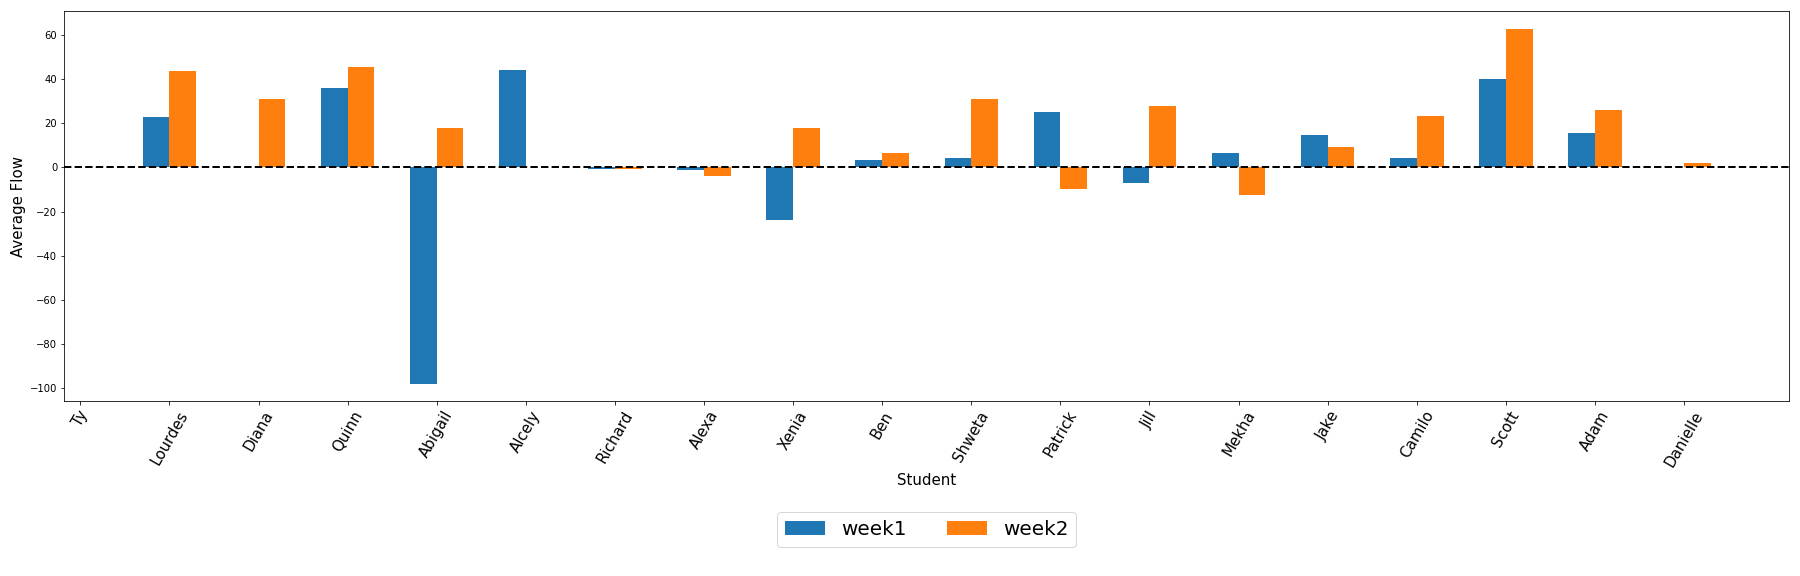 60
40
20
0
−20
−40
−60
−80
−100
Average Flow
Ty
Lourdes
Diana
Quinn
Abigail
Alcely
Richard
Alexa
Xenia
Ben
Shweta
Patrick
Jill
Mekha
Jake
Camilo
Scott
Adam
Danielle
Student
week1 week2